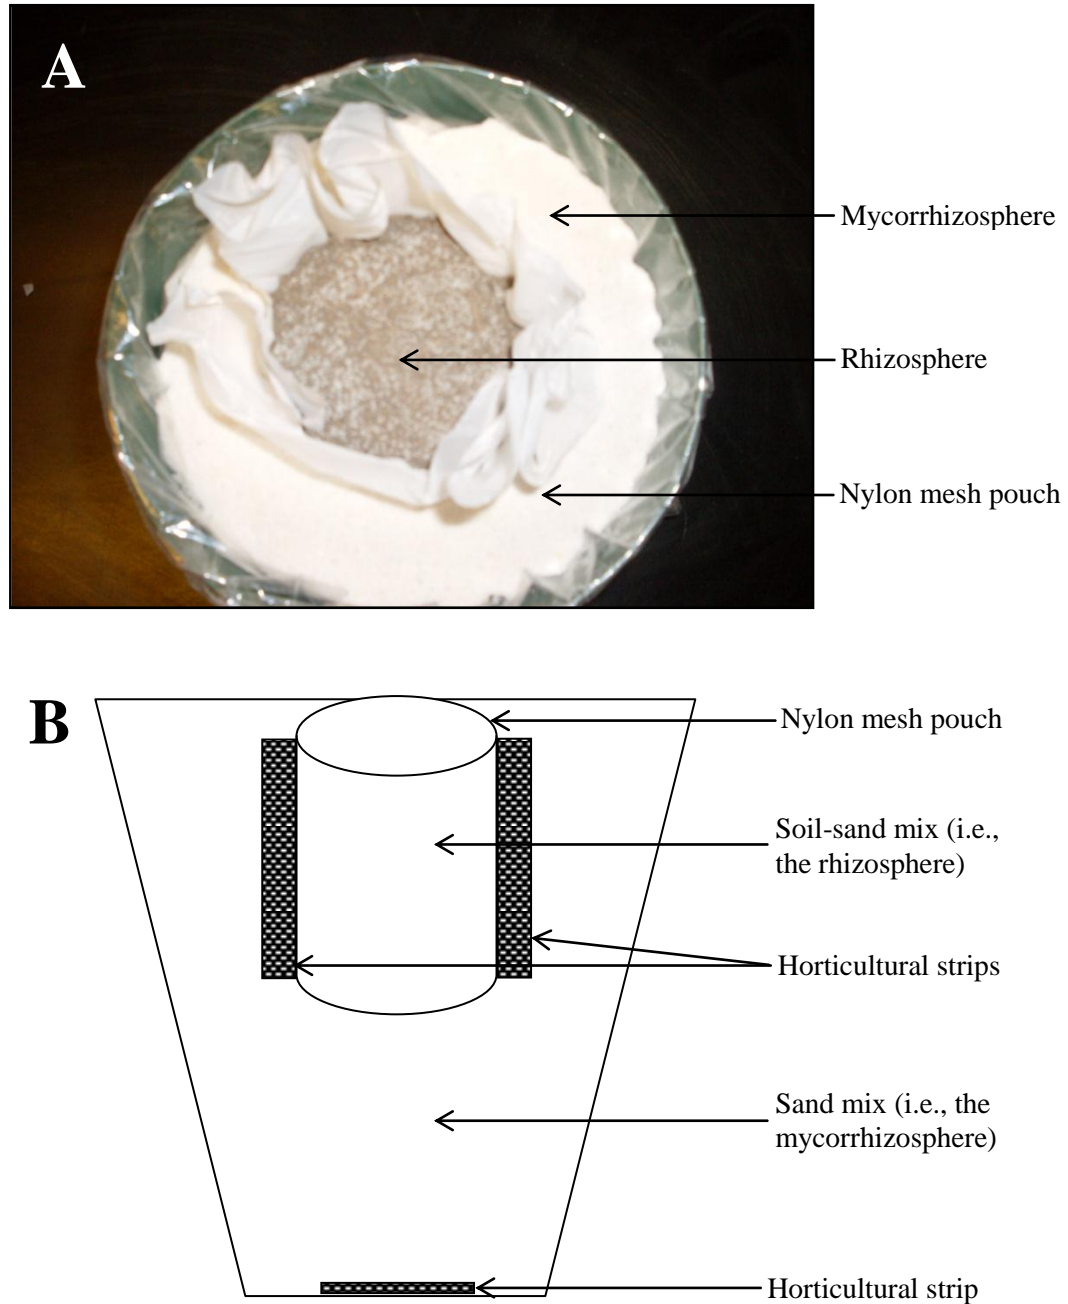 A
Mycorrhizosphere
Rhizosphere
Nylon mesh pouch
B
Nylon mesh pouch
Soil-sand mix (i.e.,
the rhizosphere)
Horticultural strips
Sand mix (i.e., the
mycorrhizosphere)
Horticultural strip